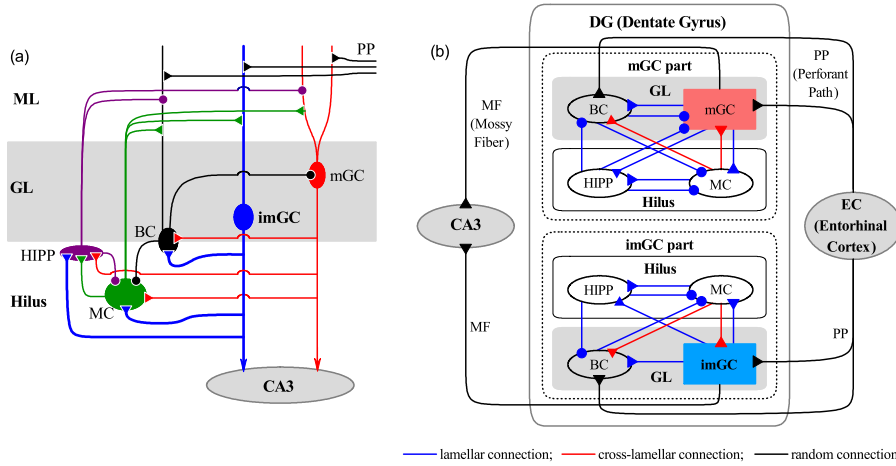 (a)
PP
ML
GL
mGC
imGC
BC
HIPP
Hilus
MC
CA3
(b)
DG (Dentate Gyrus)
mGC part
GL
BC
mGC
HIPP
MC
Hilus
MF
(Mossy
Fiber)
PP
(Perforant
Path)
CA3
EC
(Entorhinal
Cortex)
imGC part
Hilus
HIPP
MC
BC
imGC
GL
MF
PP
lamellar connection; cross-lamellar connection; random connection